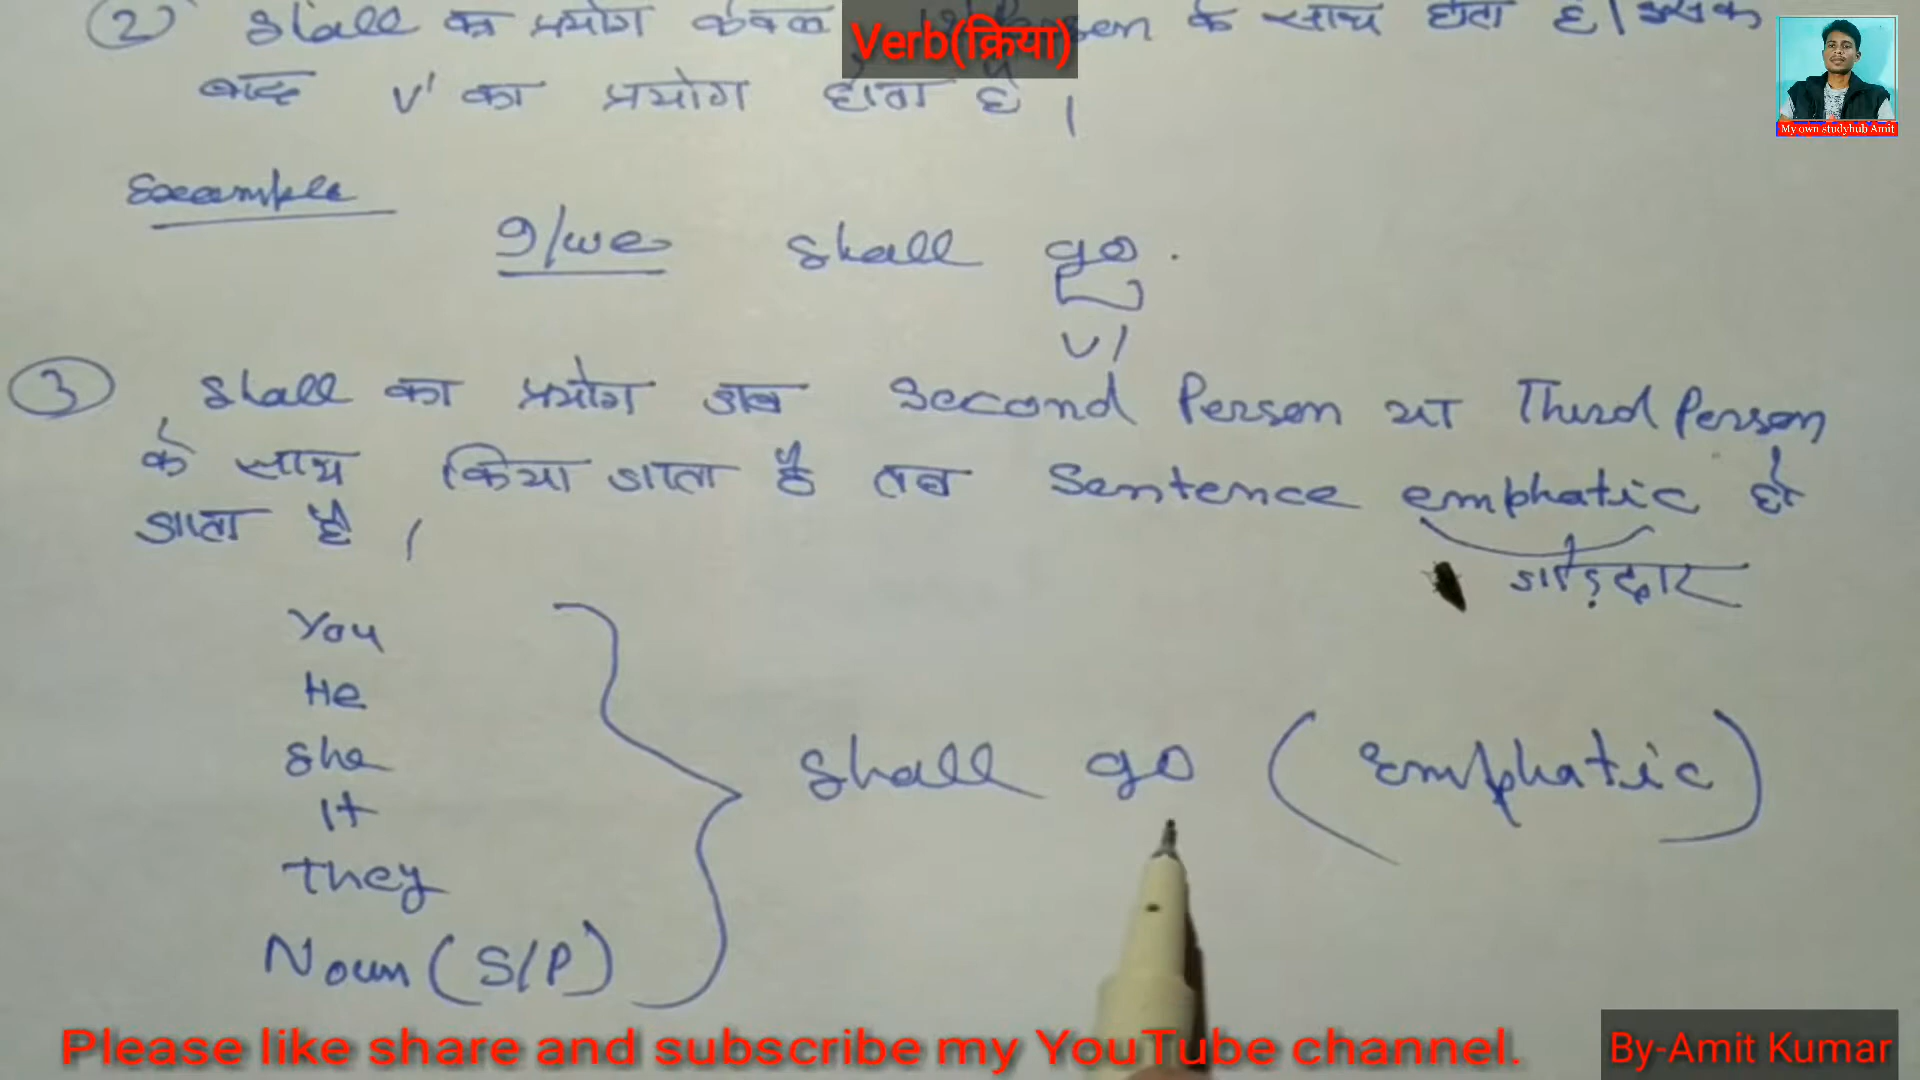 ② Shall का प्रयोग केवल के साथ होता है। इसके
Verb(क्रिया)
My own studyhub Amit
बाद V¹ का प्रयोग होता है।
Example
I/we shall go.
V1
③ Shall का प्रयोग जब Second Person या Third Person
के साथ किया जाता है तब Sentence emphatic हो
जाता है।
जोड़दार
You
He
She
It
They
Noun (S/P)
Shall go (Emphatic)
Please like share and subscribe my YouTube channel.
By-Amit Kumar